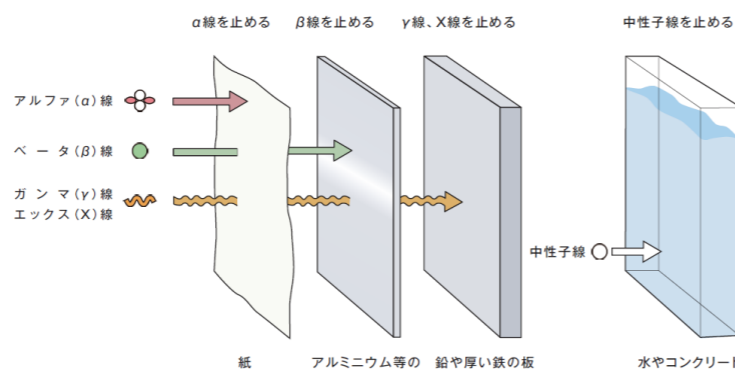 α線を止める
β線を止める
γ線、X線を止める
中性子線を止める
アルファ(α)線
ベータ(β)線
ガンマ(γ)線
エックス(X)線
中性子線
紙
アルミニウム等の
鉛や厚い鉄の板
水やコンクリート